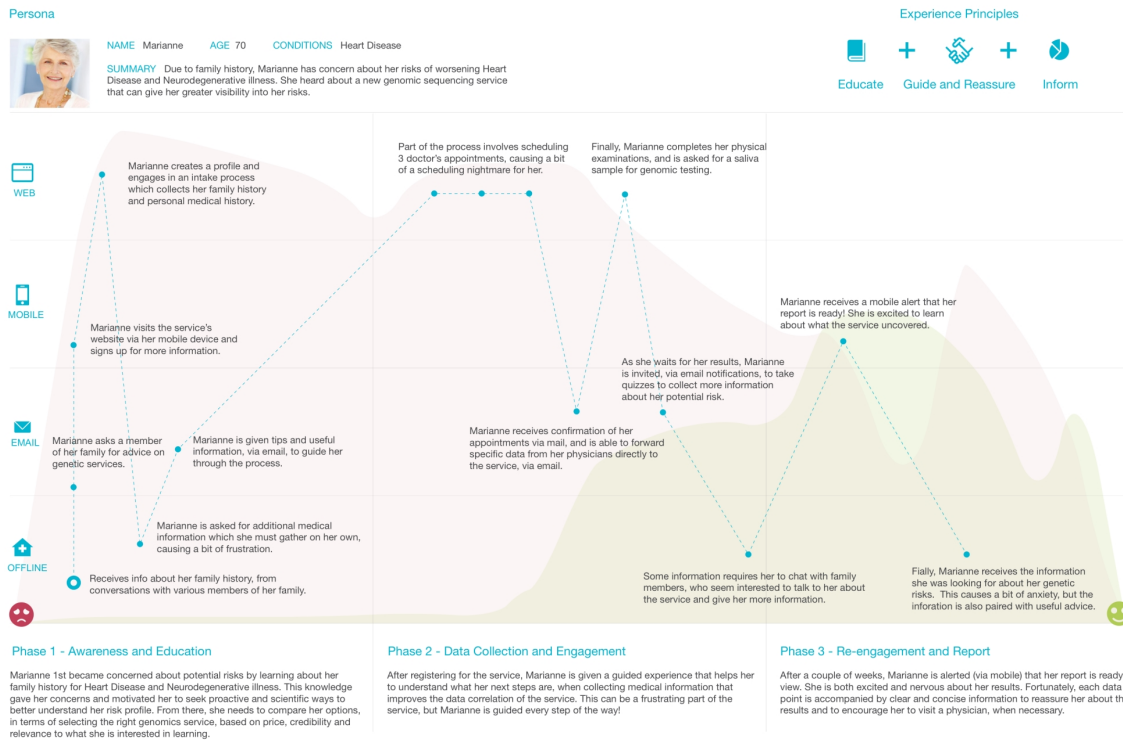 Persona
Experience Principles
NAME Marianne AGE 70 CONDITIONS Heart Disease
SUMMARY Due to family history, Marianne has concern about her risks of worsening Heart
Disease and Neurodegenerative illness. She heard about a new genomic sequencing service
that can give her greater visibility into her risks.
Educate
Guide and Reassure
Inform
WEB
Marianne creates a profile and
engages in an intake process
which collects her family history
and personal medical history.
Part of the process involves scheduling
3 doctor's appointments, causing a bit
of a scheduling nightmare for her.
Finally, Marianne completes her physical
examinations, and is asked for a saliva
sample for genomic testing.
MOBILE
Marianne visits the service's
website via her mobile device and
signs up for more information.
Marianne receives a mobile alert that her
report is ready! She is excited to learn
about what the service uncovered.
As she waits for her results, Marianne
is invited, via email notifications, to take
quizzes to collect more information
about her potential risk.
EMAIL
Marianne asks a member
of her family for advice on
genetic services.
Marianne is given tips and useful
information, via email, to guide her
through the process.
Marianne receives confirmation of her
appointments via mail, and is able to forward
specific data from her physicians directly to
the service, via email.
Marianne is asked for additional medical
information which she must gather on her own,
causing a bit of frustration.
OFFLINE
Receives info about her family history, from
conversations with various members of her family.
Some information requires her to chat with family
members, who seem interested to talk to her about
the service and give her more information.
Fially, Marianne receives the information
she was looking for about her genetic
risks. This causes a bit of anxiety, but the
inforation is also paired with useful advice.
Phase 1 - Awareness and Education
Marianne 1st became concerned about potential risks by learning about her
family history for Heart Disease and Neurodegenerative illness. This knowledge
gave her concerns and motivated her to seek proactive and scientific ways to
better understand her risk profile. From there, she needs to compare her options,
in terms of selecting the right genomics service, based on price, credibility and
relevance to what she is interested in learning.
Phase 2 - Data Collection and Engagement
After registering for the service, Marianne is given a guided experience that helps her
to understand what her next steps are, when collecting medical information that
improves the data correlation of the service. This can be a frustrating part of the
service, but Marianne is guided every step of the way!
Phase 3 - Re-engagement and Report
After a couple of weeks, Marianne is alerted (via mobile) that her report is ready
view. She is both excited and nervous about her results. Fortunately, each data
point is accompanied by clear and concise information to reassure her about th
results and to encourage her to visit a physician, when necessary.